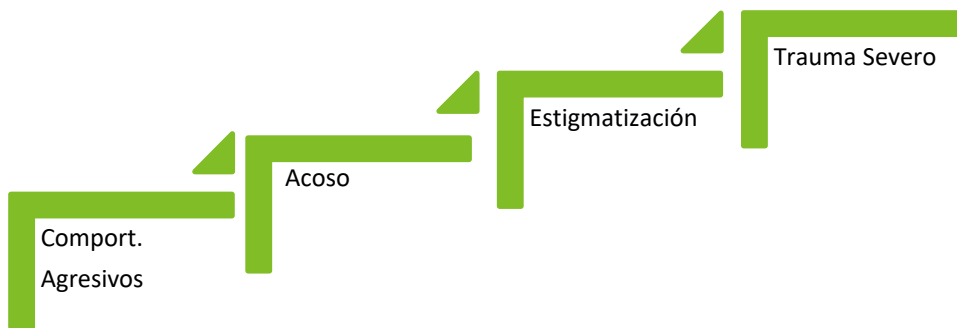 Trauma Severo
Estigmatización
Acoso
Comport.
Agresivos